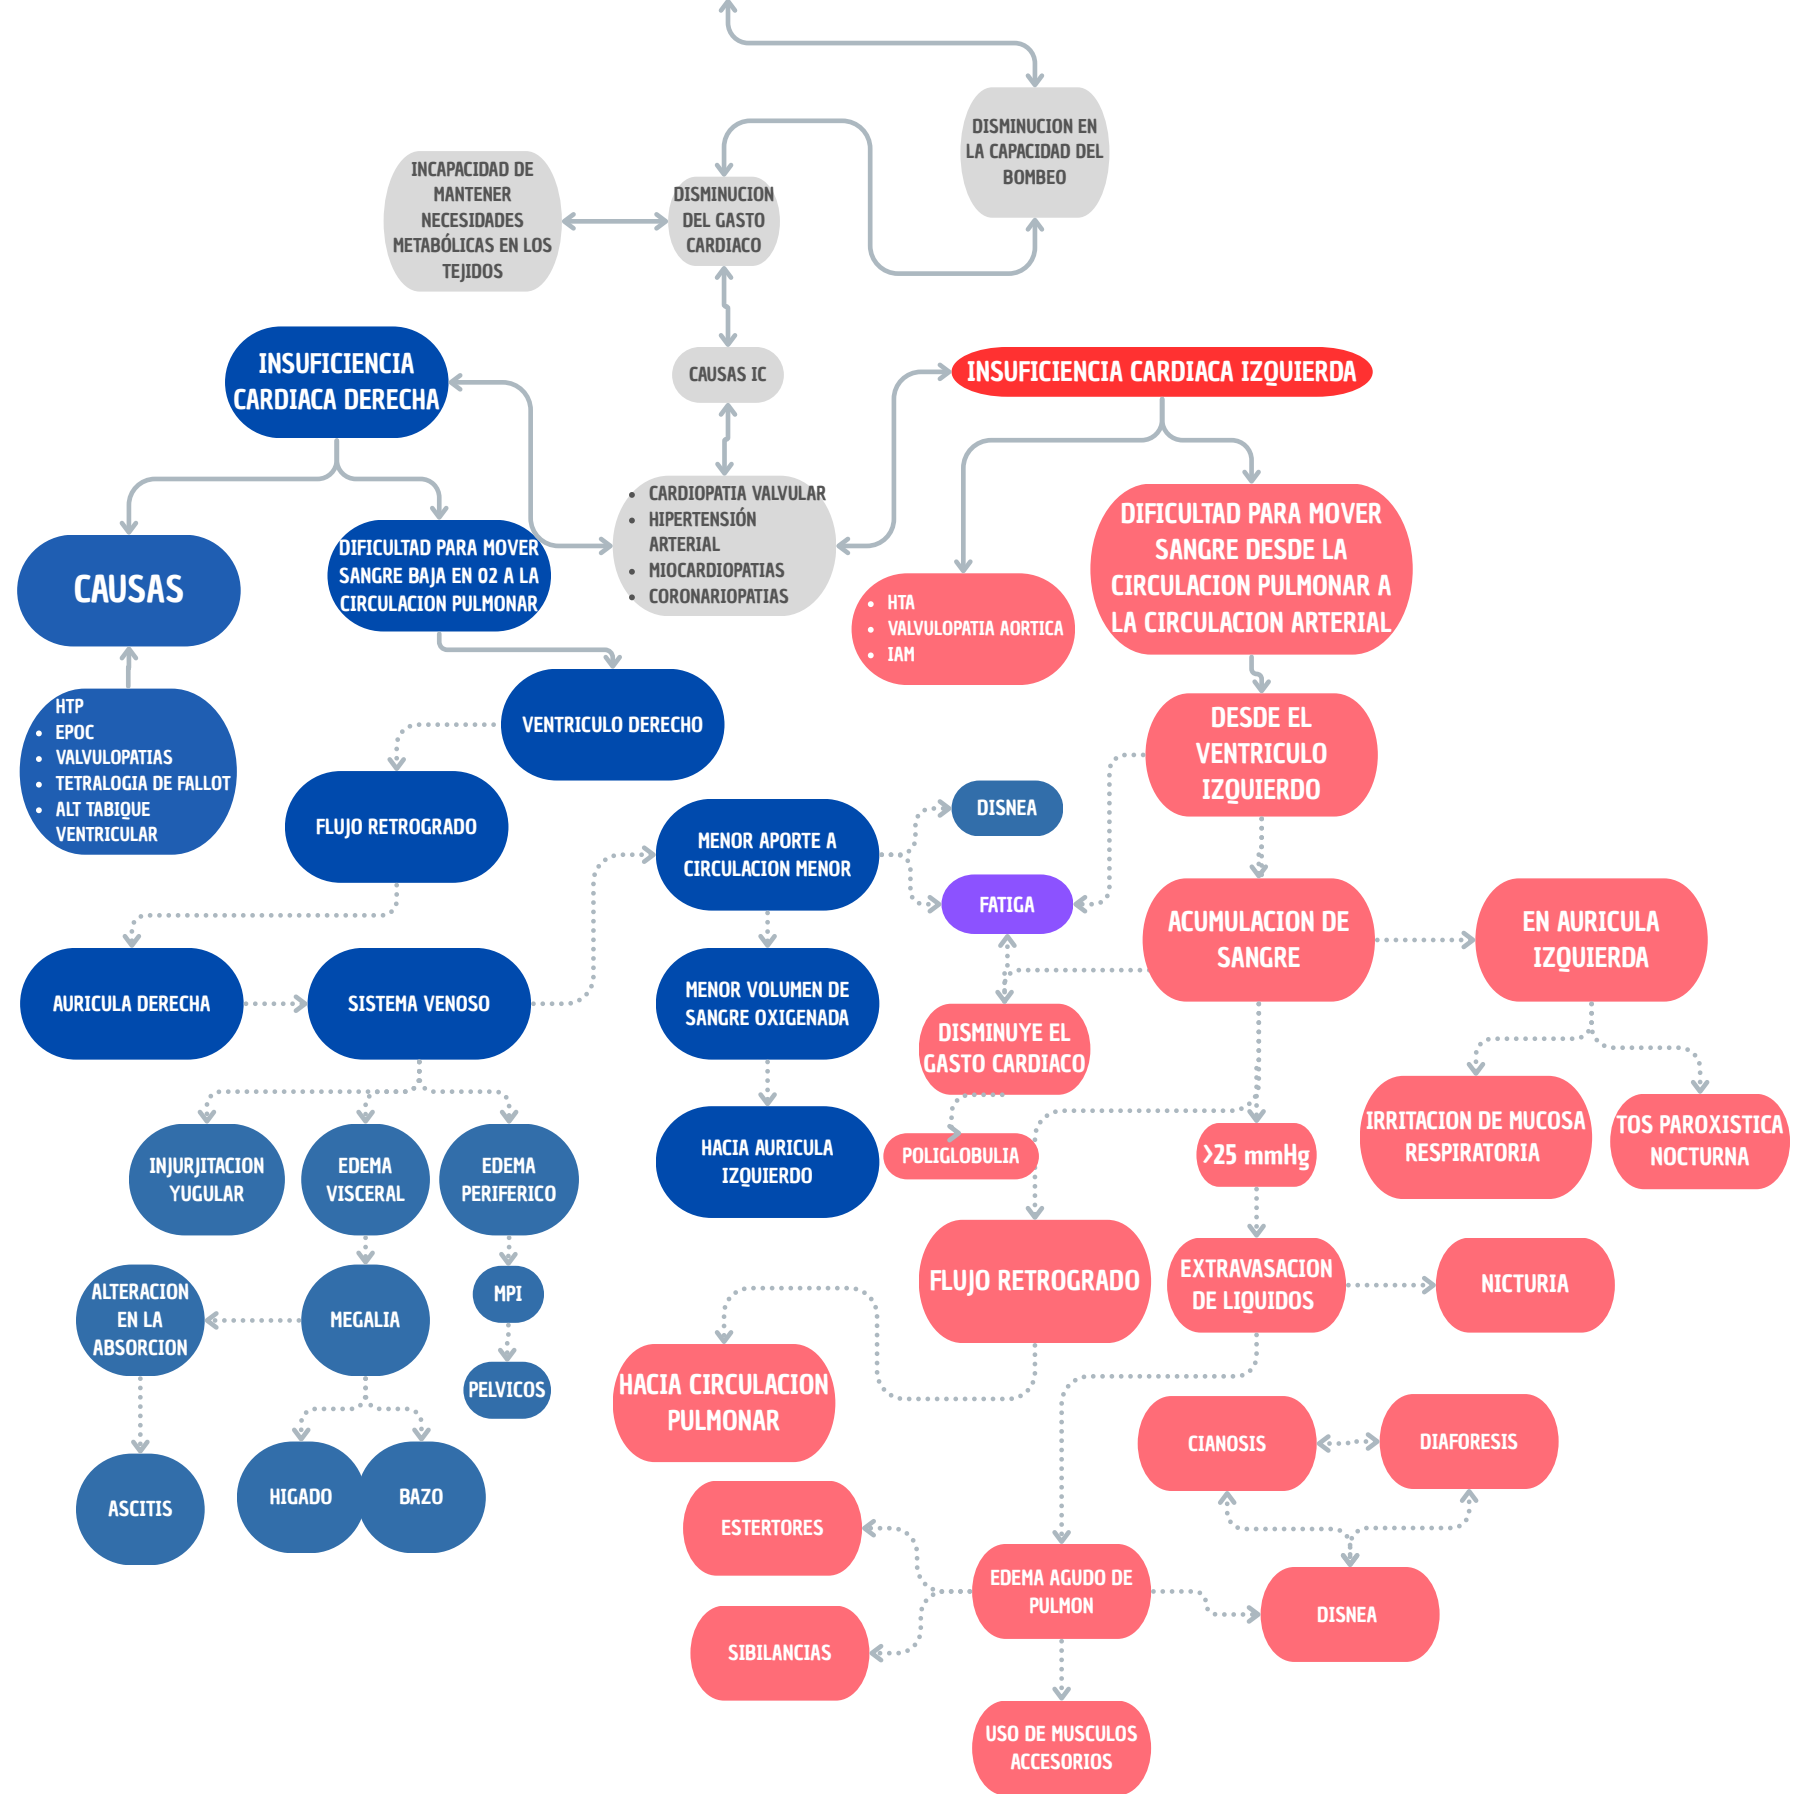 DISMINUCION EN
LA CAPACIDAD DEL
BOMBEO
INCAPACIDAD DE
MANTENER
NECESIDADES
METABÓLICAS EN LOS
TEJIDOS
DISMINUCION
DEL GASTO
CARDIACO
INSUFICIENCIA
CARDIACA DERECHA
CAUSAS IC
INSUFICIENCIA CARDIACA IZQUIERDA
• CARDIOPATIA VALVULAR
• HIPERTENSIÓN
ARTERIAL
• MIOCARDIOPATIAS
• CORONARIOPATIAS
CAUSAS
DIFICULTAD PARA MOVER
SANGRE BAJA EN O2 A LA
CIRCULACION PULMONAR
• HTA
• VALVULOPATIA AORTICA
• IAM
DIFICULTAD PARA MOVER
SANGRE DESDE LA
CIRCULACION PULMONAR A
LA CIRCULACION ARTERIAL
HTP
• EPOC
• VALVULOPATIAS
• TETRALOGIA DE FALLOT
• ALT TABIQUE
VENTRICULAR
VENTRICULO DERECHO
DESDE EL
VENTRICULO
IZQUIERDO
FLUJO RETROGRADO
MENOR APORTE A
CIRCULACION MENOR
DISNEA
FATIGA
ACUMULACION DE
SANGRE
EN AURICULA
IZQUIERDA
AURICULA DERECHA
SISTEMA VENOSO
MENOR VOLUMEN DE
SANGRE OXIGENADA
DISMINUYE EL
GASTO CARDIACO
INJURJITACION
YUGULAR
EDEMA
VISCERAL
EDEMA
PERIFERICO
HACIA AURICULA
IZQUIERDO
POLIGLOBULIA
>25 mmHg
IRRITACION DE MUCOSA
RESPIRATORIA
TOS PAROXISTICA
NOCTURNA
ALTERACION
EN LA
ABSORCION
MEGALIA
MPI
FLUJO RETROGRADO
EXTRAVASACION
DE LIQUIDOS
NICTURIA
PELVICOS
HACIA CIRCULACION
PULMONAR
CIANOSIS
DIAFORESIS
ASCITIS
HIGADO
BAZO
ESTERTORES
EDEMA AGUDO DE
PULMON
DISNEA
SIBILANCIAS
USO DE MUSCULOS
ACCESORIOS